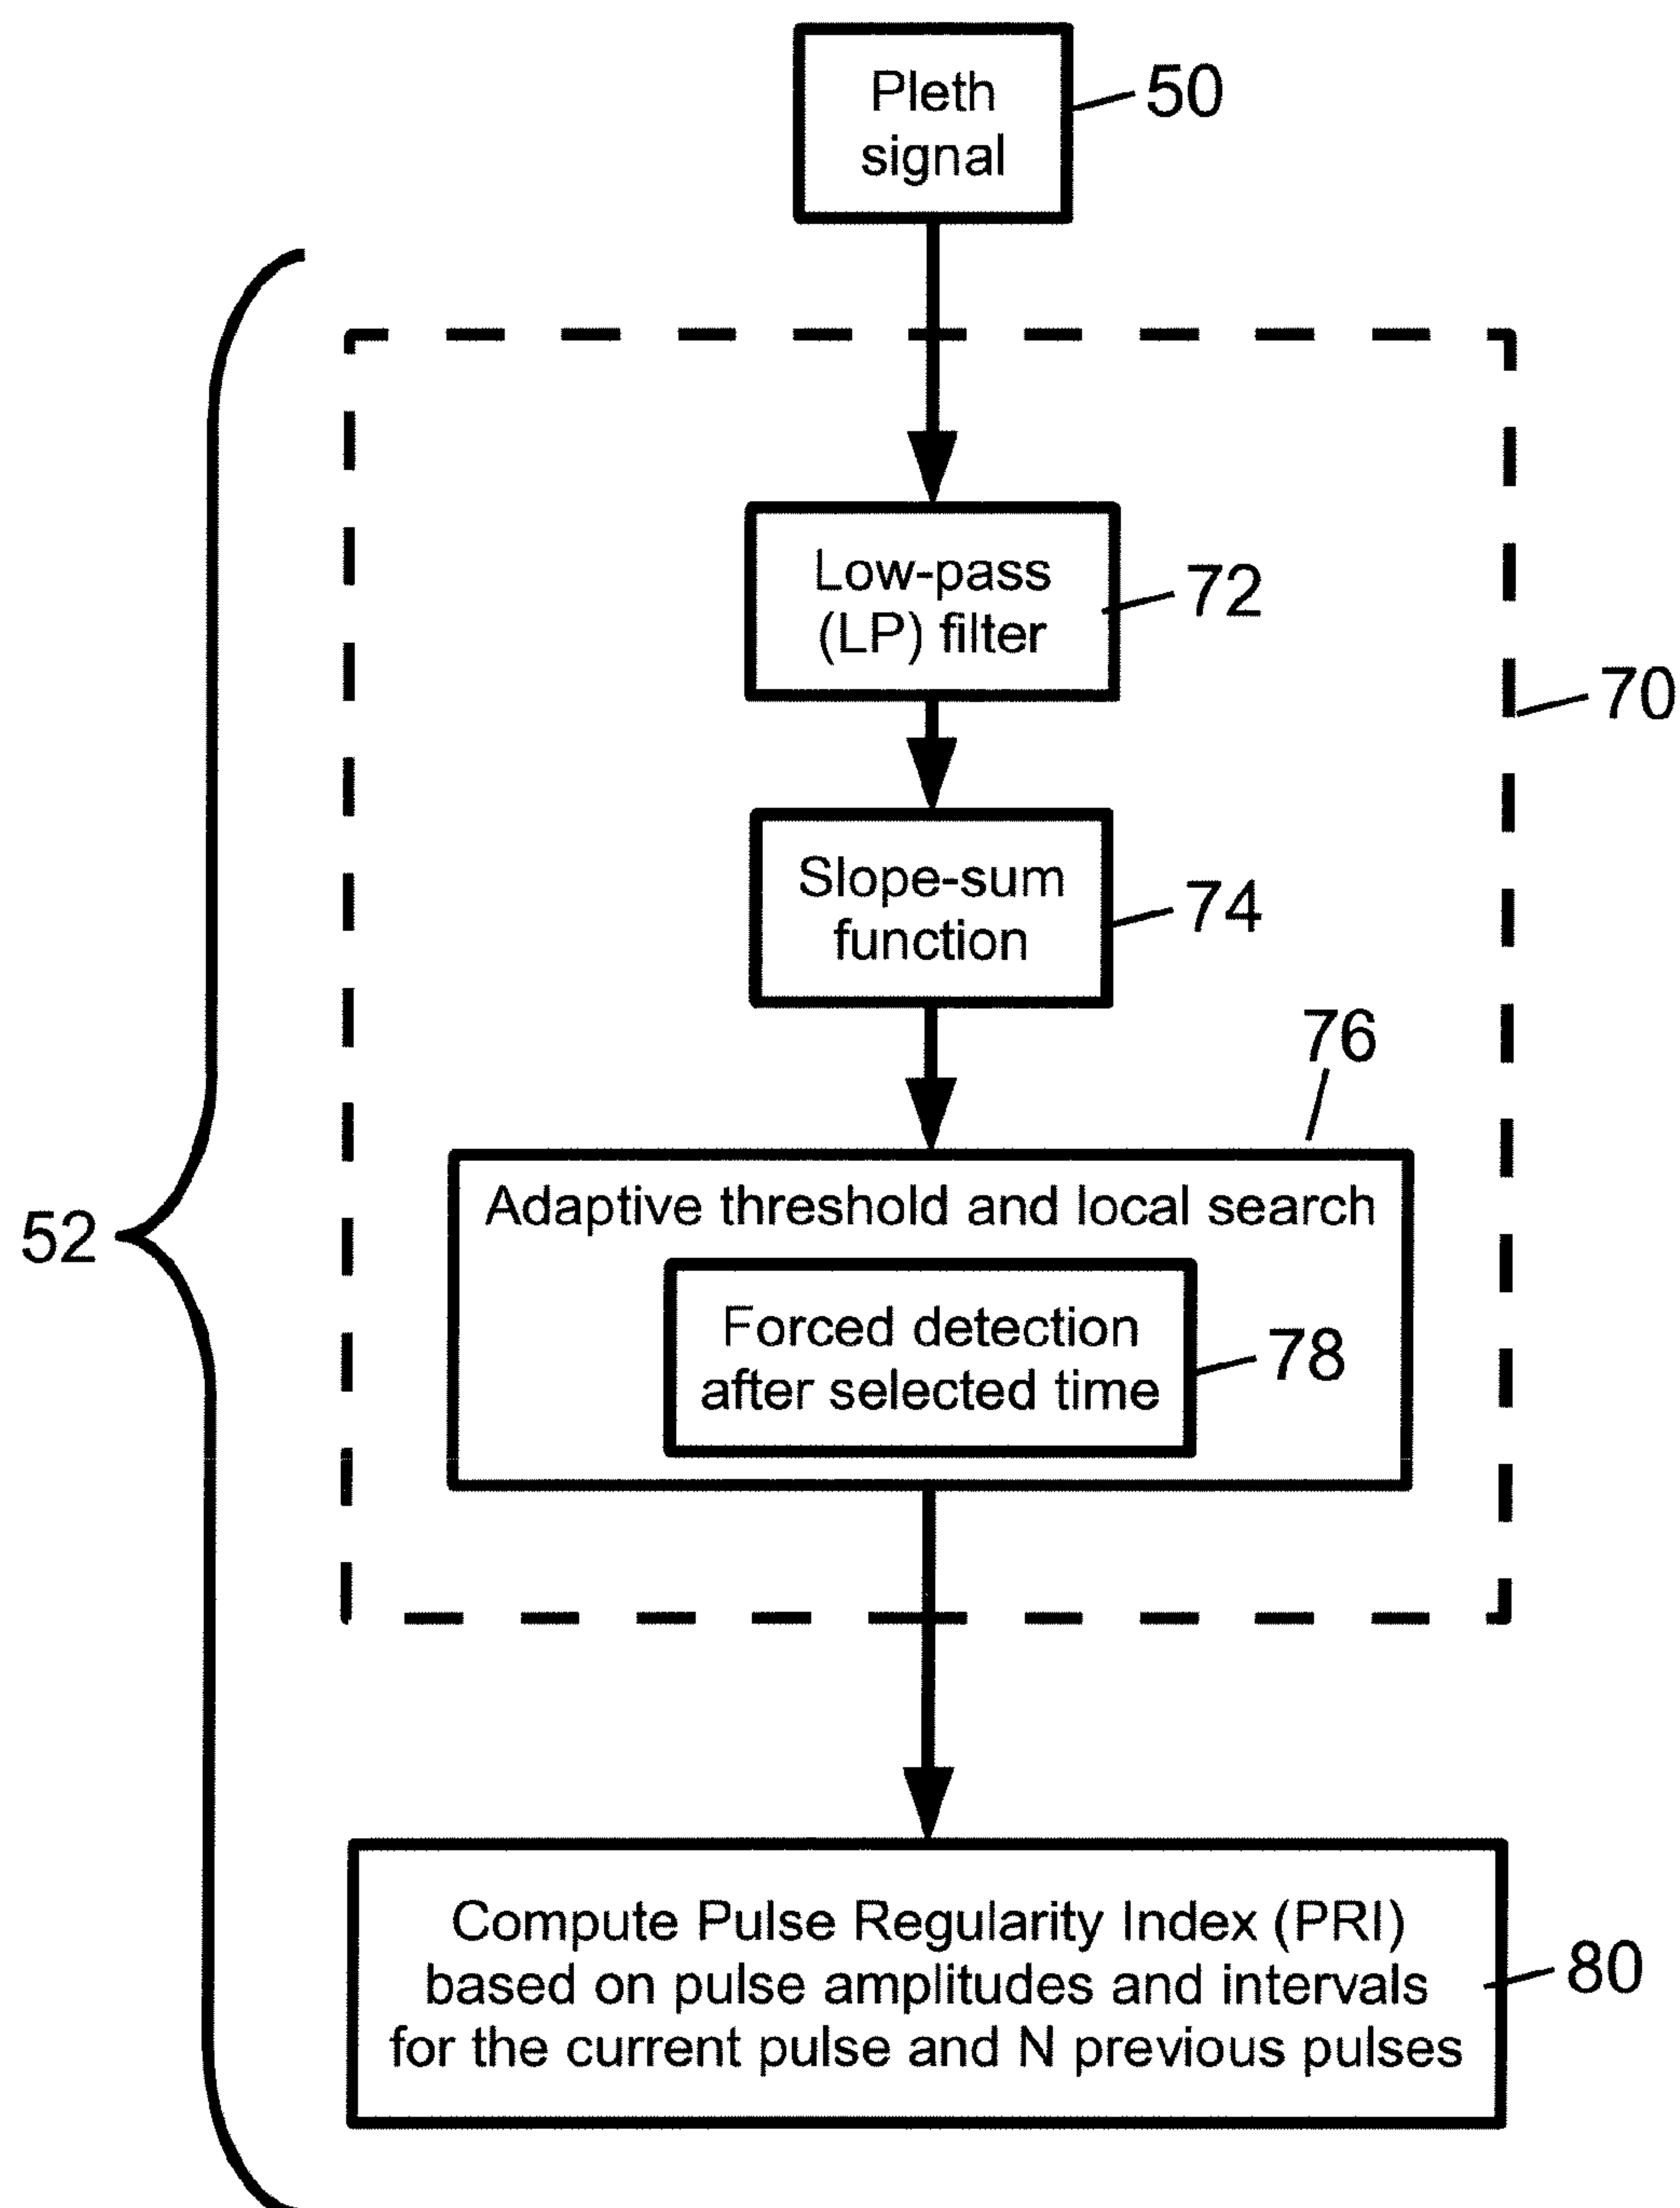 Pleth
signal
50
Low-pass
(LP) filter
72
70
Slope-sum
function
74
76
Adaptive threshold and local search
52
Forced detection
after selected time
78
Compute Pulse Regularity Index (PRI)
based on pulse amplitudes and intervals
for the current pulse and N previous pulses
80